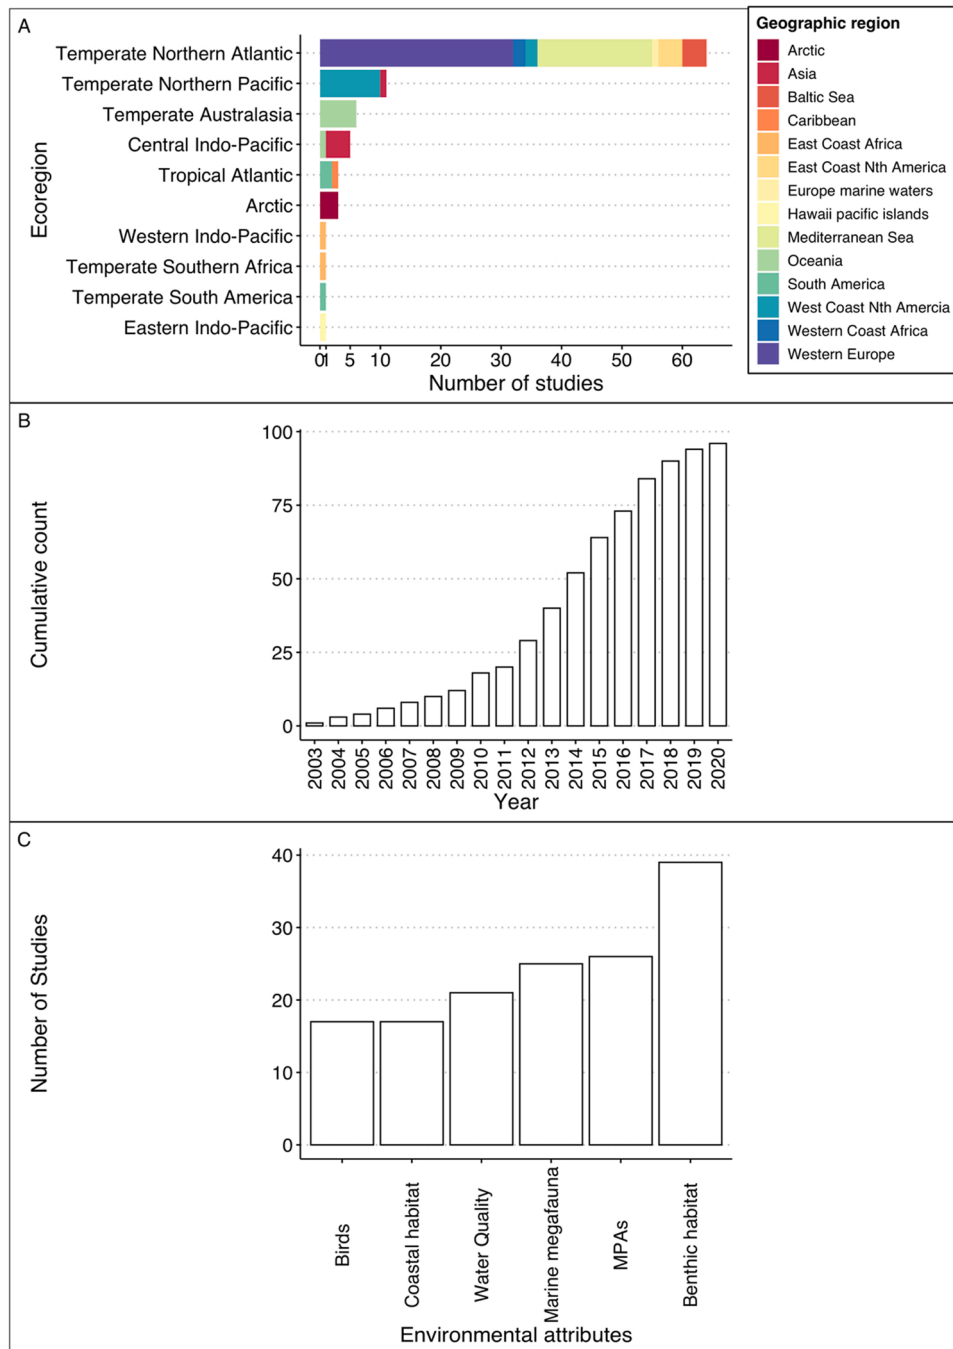 A
Temperate Northern Atlantic
Temperate Northern Pacific
Temperate Australasia
Central Indo-Pacific
Tropical Atlantic
Arctic
Western Indo-Pacific
Temperate Southern Africa
Temperate South America
Eastern Indo-Pacific
Ecoregion
0 1 5 10 20 30 40 50 60
Number of studies
Geographic region
Arctic
Asia
Baltic Sea
Caribbean
East Coast Africa
East Coast Nth America
Europe marine waters
Hawaii pacific islands
Mediterranean Sea
Oceania
South America
West Coast Nth Amercia
Western Coast Africa
Western Europe
B
Cumulative count
100
75
50
25
0
2003 2004 2005 2006 2007 2008 2009 2010 2011 2012 2013 2014 2015 2016 2017 2018 2019 2020
Year
C
Number of Studies
40
30
20
10
0
Birds
Coastal habitat
Water Quality
Marine megafauna
MPAs
Benthic habitat
Environmental attributes